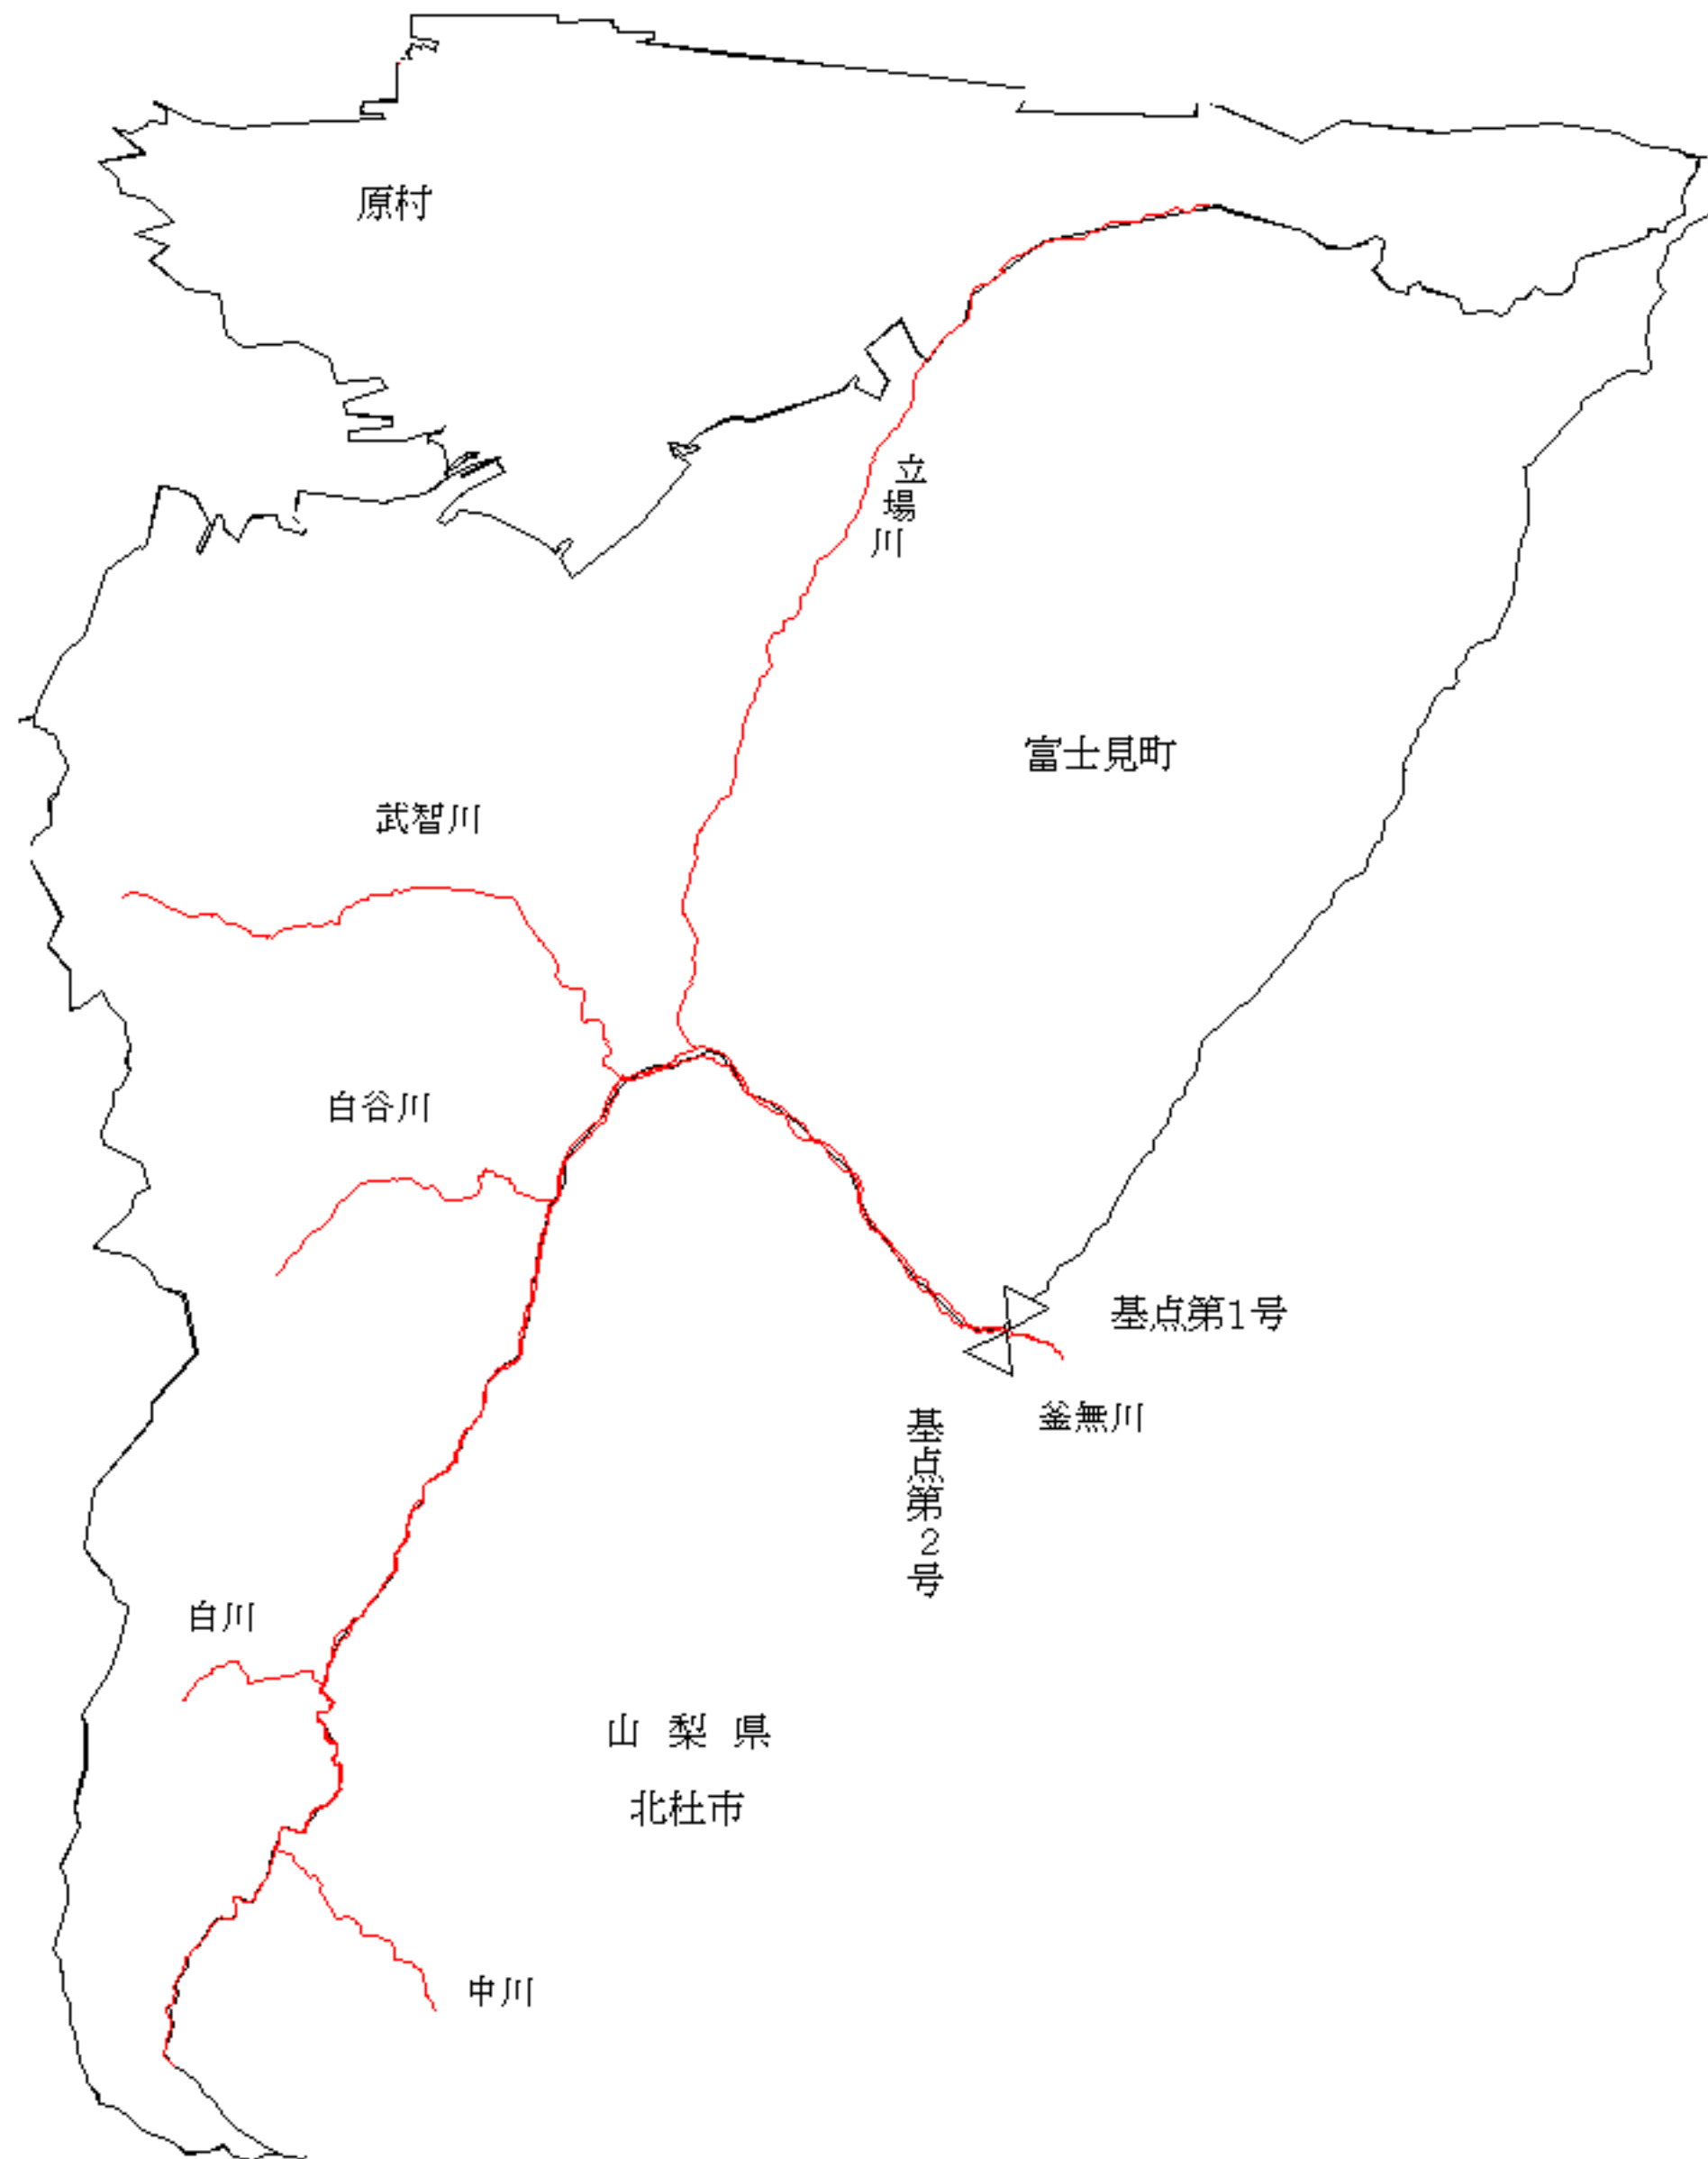 原村
立場川
富士見町
武智川
白谷川
基点第1号
釜無川
基点第2号
白川
山梨県
北杜市
中川